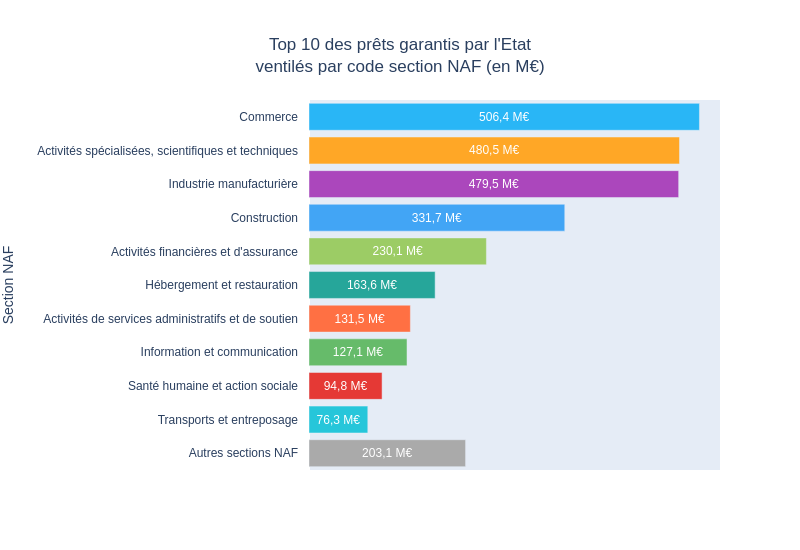 Top 10 des prêts garantis par l'Etat
ventilés par code section NAF (en M€)
Section NAF
Commerce 506,4 M€
Activités spécialisées, scientifiques et techniques 480,5 M€
Industrie manufacturière 479,5 M€
Construction 331,7 M€
Activités financières et d'assurance 230,1 M€
Hébergement et restauration 163,6 M€
Activités de services administratifs et de soutien 131,5 M€
Information et communication 127,1 M€
Santé humaine et action sociale 94,8 M€
Transports et entreposage 76,3 M€
Autres sections NAF 203,1 M€